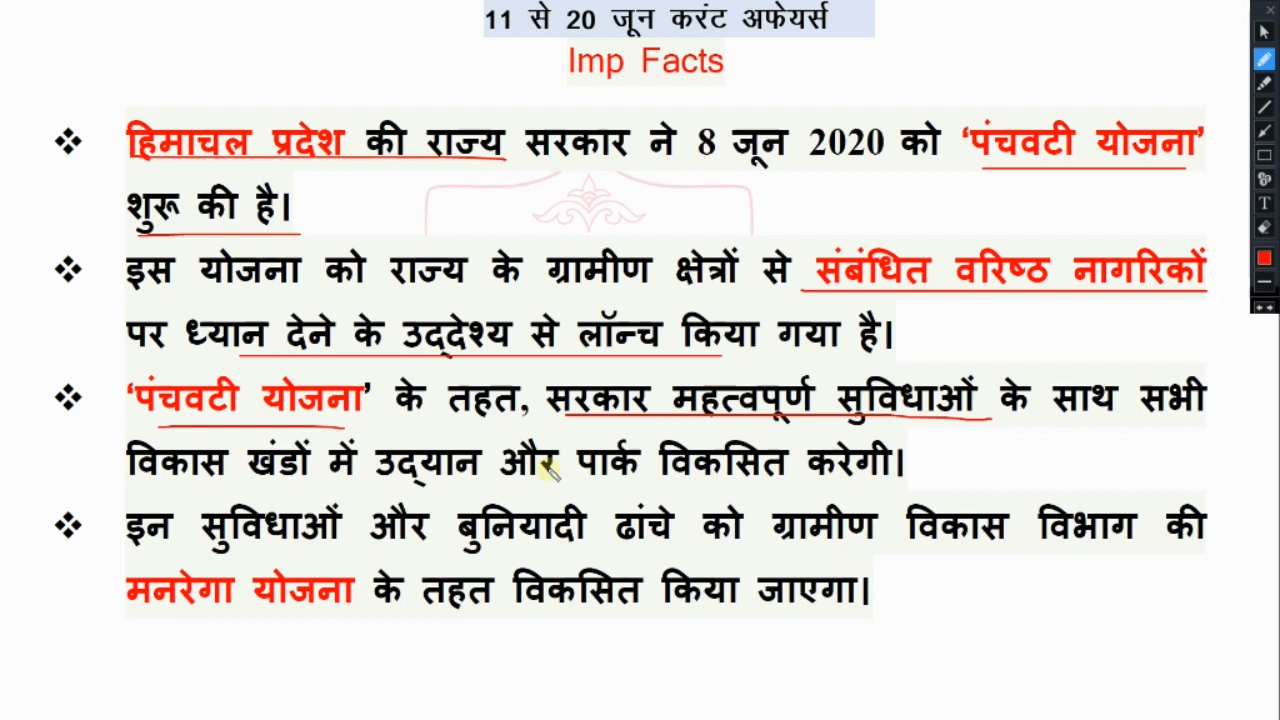 11 से 20 जून करंट अफेयर्स
Imp Facts
❖ हिमाचल प्रदेश की राज्य सरकार ने 8 जून 2020 को ‘पंचवटी योजना’
शुरू की है।
❖ इस योजना को राज्य के ग्रामीण क्षेत्रों से संबंधित वरिष्ठ नागरिकों
पर ध्यान देने के उद्देश्य से लॉन्च किया गया है।
❖ ‘पंचवटी योजना’ के तहत, सरकार महत्वपूर्ण सुविधाओं के साथ सभी
विकास खंडों में उद्यान और पार्क विकसित करेगी।
❖ इन सुविधाओं और बुनियादी ढांचे को ग्रामीण विकास विभाग की
मनरेगा योजना के तहत विकसित किया जाएगा।